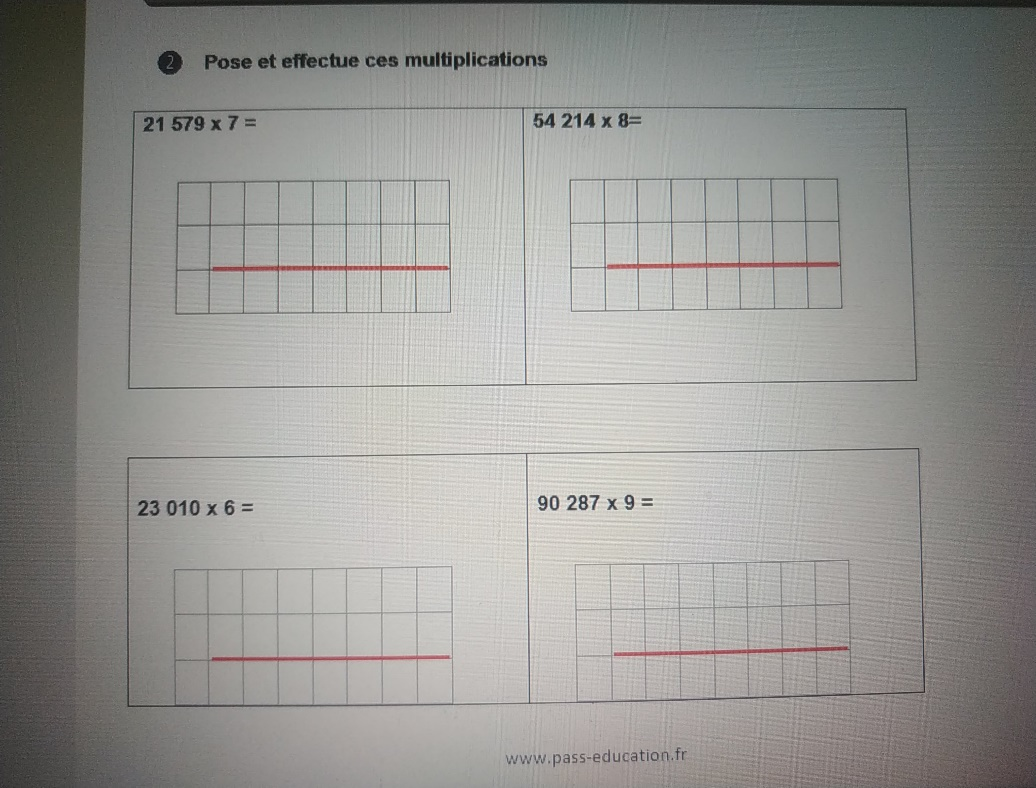 2 Pose et effectue ces multiplications
21 579 x 7 =
54 214 x 8=
23 010 x 6 =
90 287 x 9 =
www.pass-education.fr